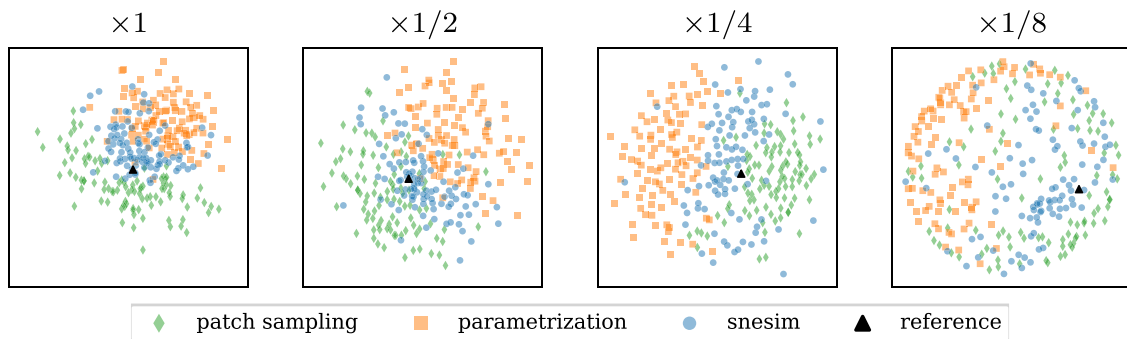 ×1 ×1/2 ×1/4 ×1/8
patch sampling parametrization snesim reference